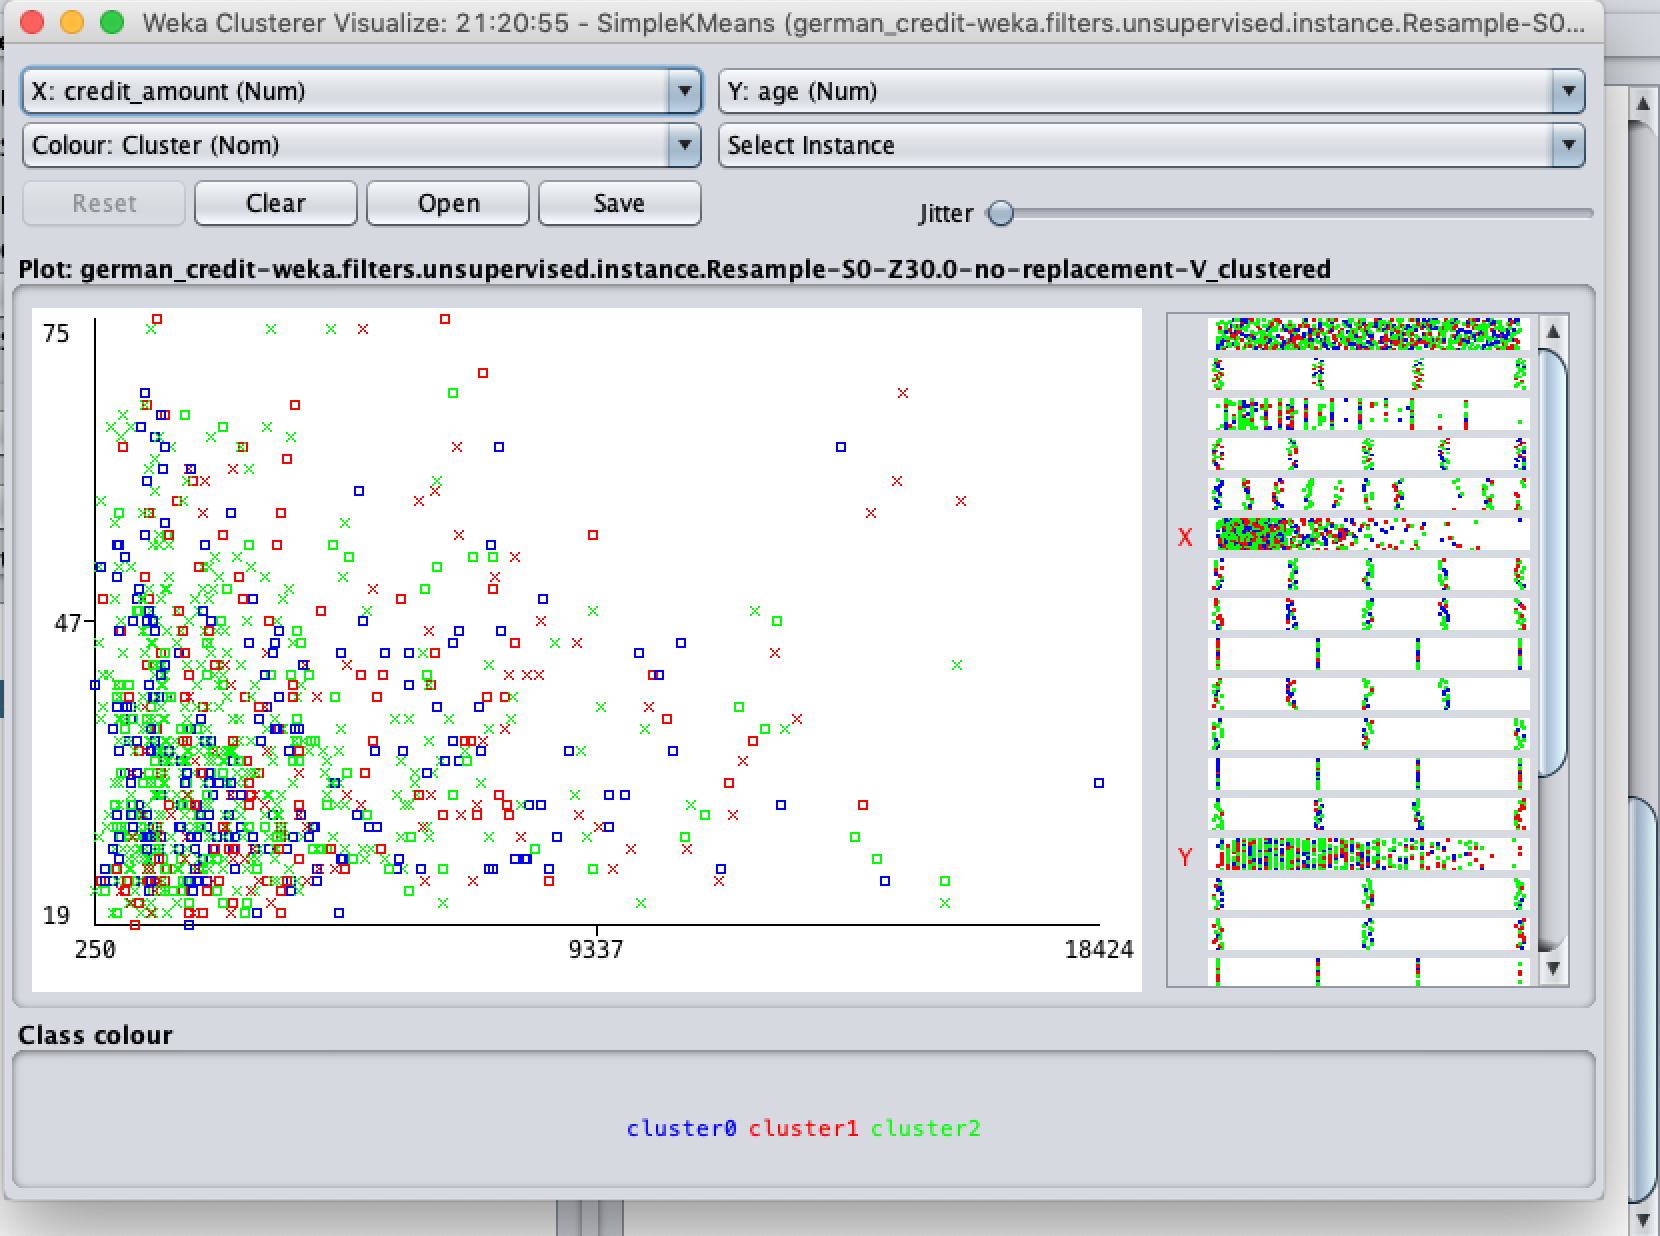 Weka Clusterer Visualize: 21:20:55 - SimpleKMeans (german_credit-weka.filters.unsupervised.instance.Resample-S0...
X: credit_amount (Num)
Y: age (Num)
Colour: Cluster (Nom)
Select Instance
Reset
Clear
Open
Save
Jitter
Plot: german_credit-weka.filters.unsupervised.instance.Resample-S0-Z30.0-no-replacement-V_clustered
75
47
19
250
9337
18424
X
Y
Class colour
cluster0 cluster1 cluster2